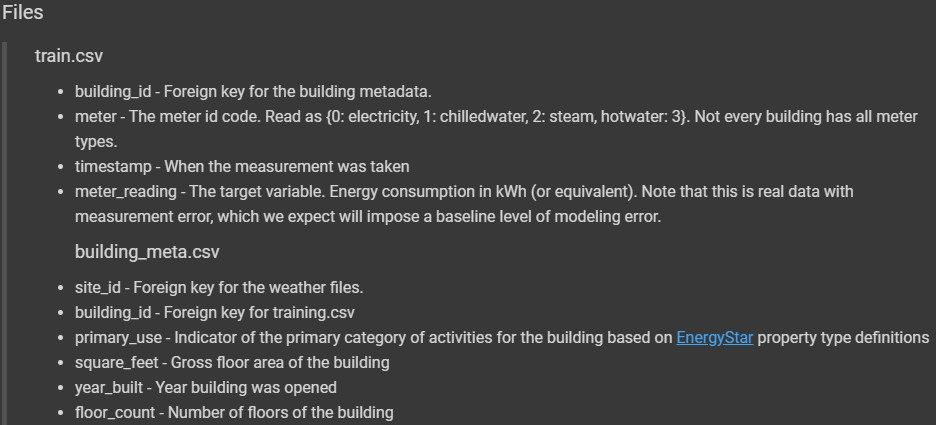 Files
train.csv
• building_id - Foreign key for the building metadata.
• meter - The meter id code. Read as {0: electricity, 1: chilledwater, 2: steam, hotwater: 3}. Not every building has all meter
types.
• timestamp - When the measurement was taken
• meter_reading - The target variable. Energy consumption in kWh (or equivalent). Note that this is real data with
measurement error, which we expect will impose a baseline level of modeling error.
building_meta.csv
• site_id - Foreign key for the weather files.
• building_id - Foreign key for training.csv
• primary_use - Indicator of the primary category of activities for the building based on EnergyStar property type definitions
• square_feet - Gross floor area of the building
• year_built - Year building was opened
• floor_count - Number of floors of the building